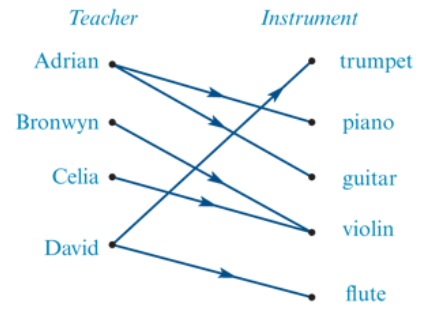 Teacher Instrument
Adrian trumpet
Bronwyn piano
Celia guitar
violin
David
flute